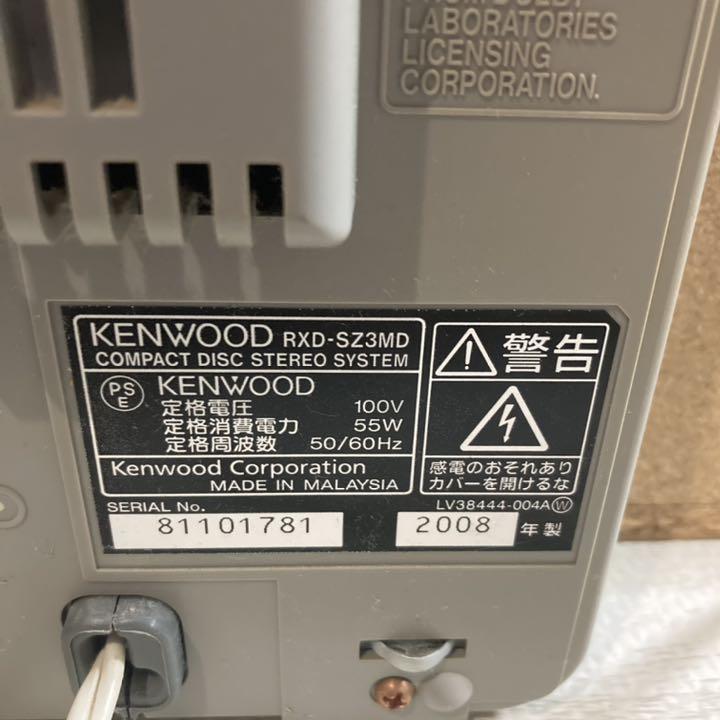 LABORATORIES
LICENSING
CORPORATION.
KENWOOD RXD-SZ3MD
COMPACT DISC STEREO SYSTEM
PS
E
KENWOOD
定格電圧 100V
定格消費電力 55W
定格周波数 50/60Hz
Kenwood Corporation
MADE IN MALAYSIA
警告
感電のおそれあり
カバーを開けるな
SERIAL No.
81101781
LV38444-004A Ⓦ
2008 年製